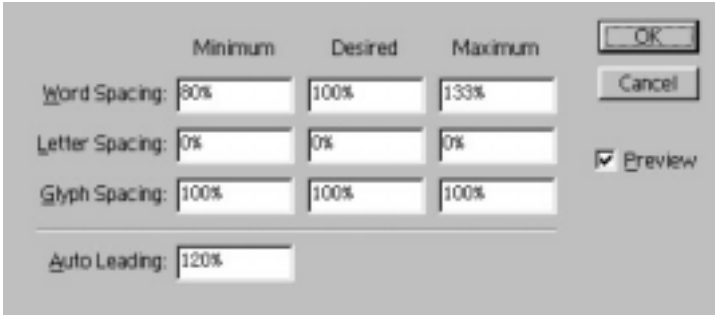 Minimum Desired Maximum OK
Word Spacing: 80% 100% 133% Cancel
Letter Spacing: 0% 0% 0% Preview
Glyph Spacing: 100% 100% 100%
Auto Leading: 120%